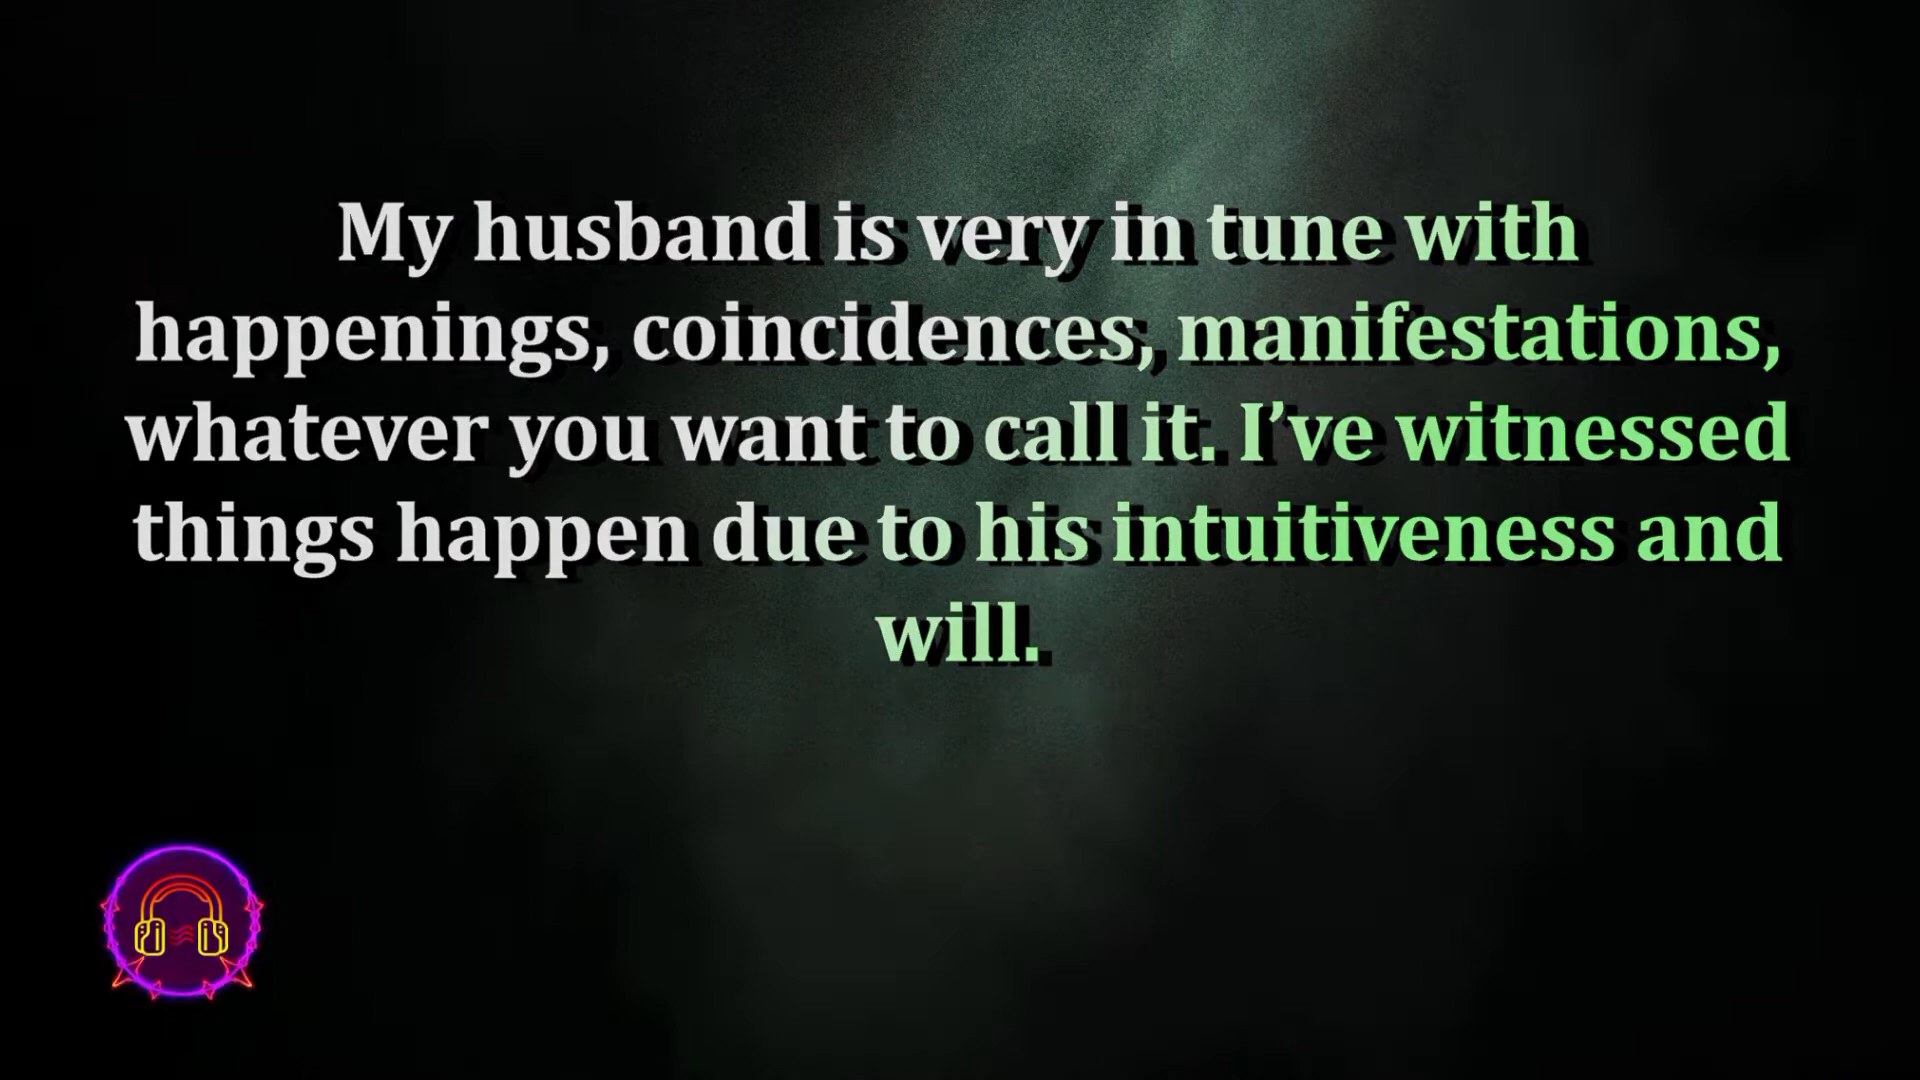 My husband is very in tune with
happenings, coincidences, manifestations,
whatever you want to call it. I’ve witnessed
things happen due to his intuitiveness and
will.